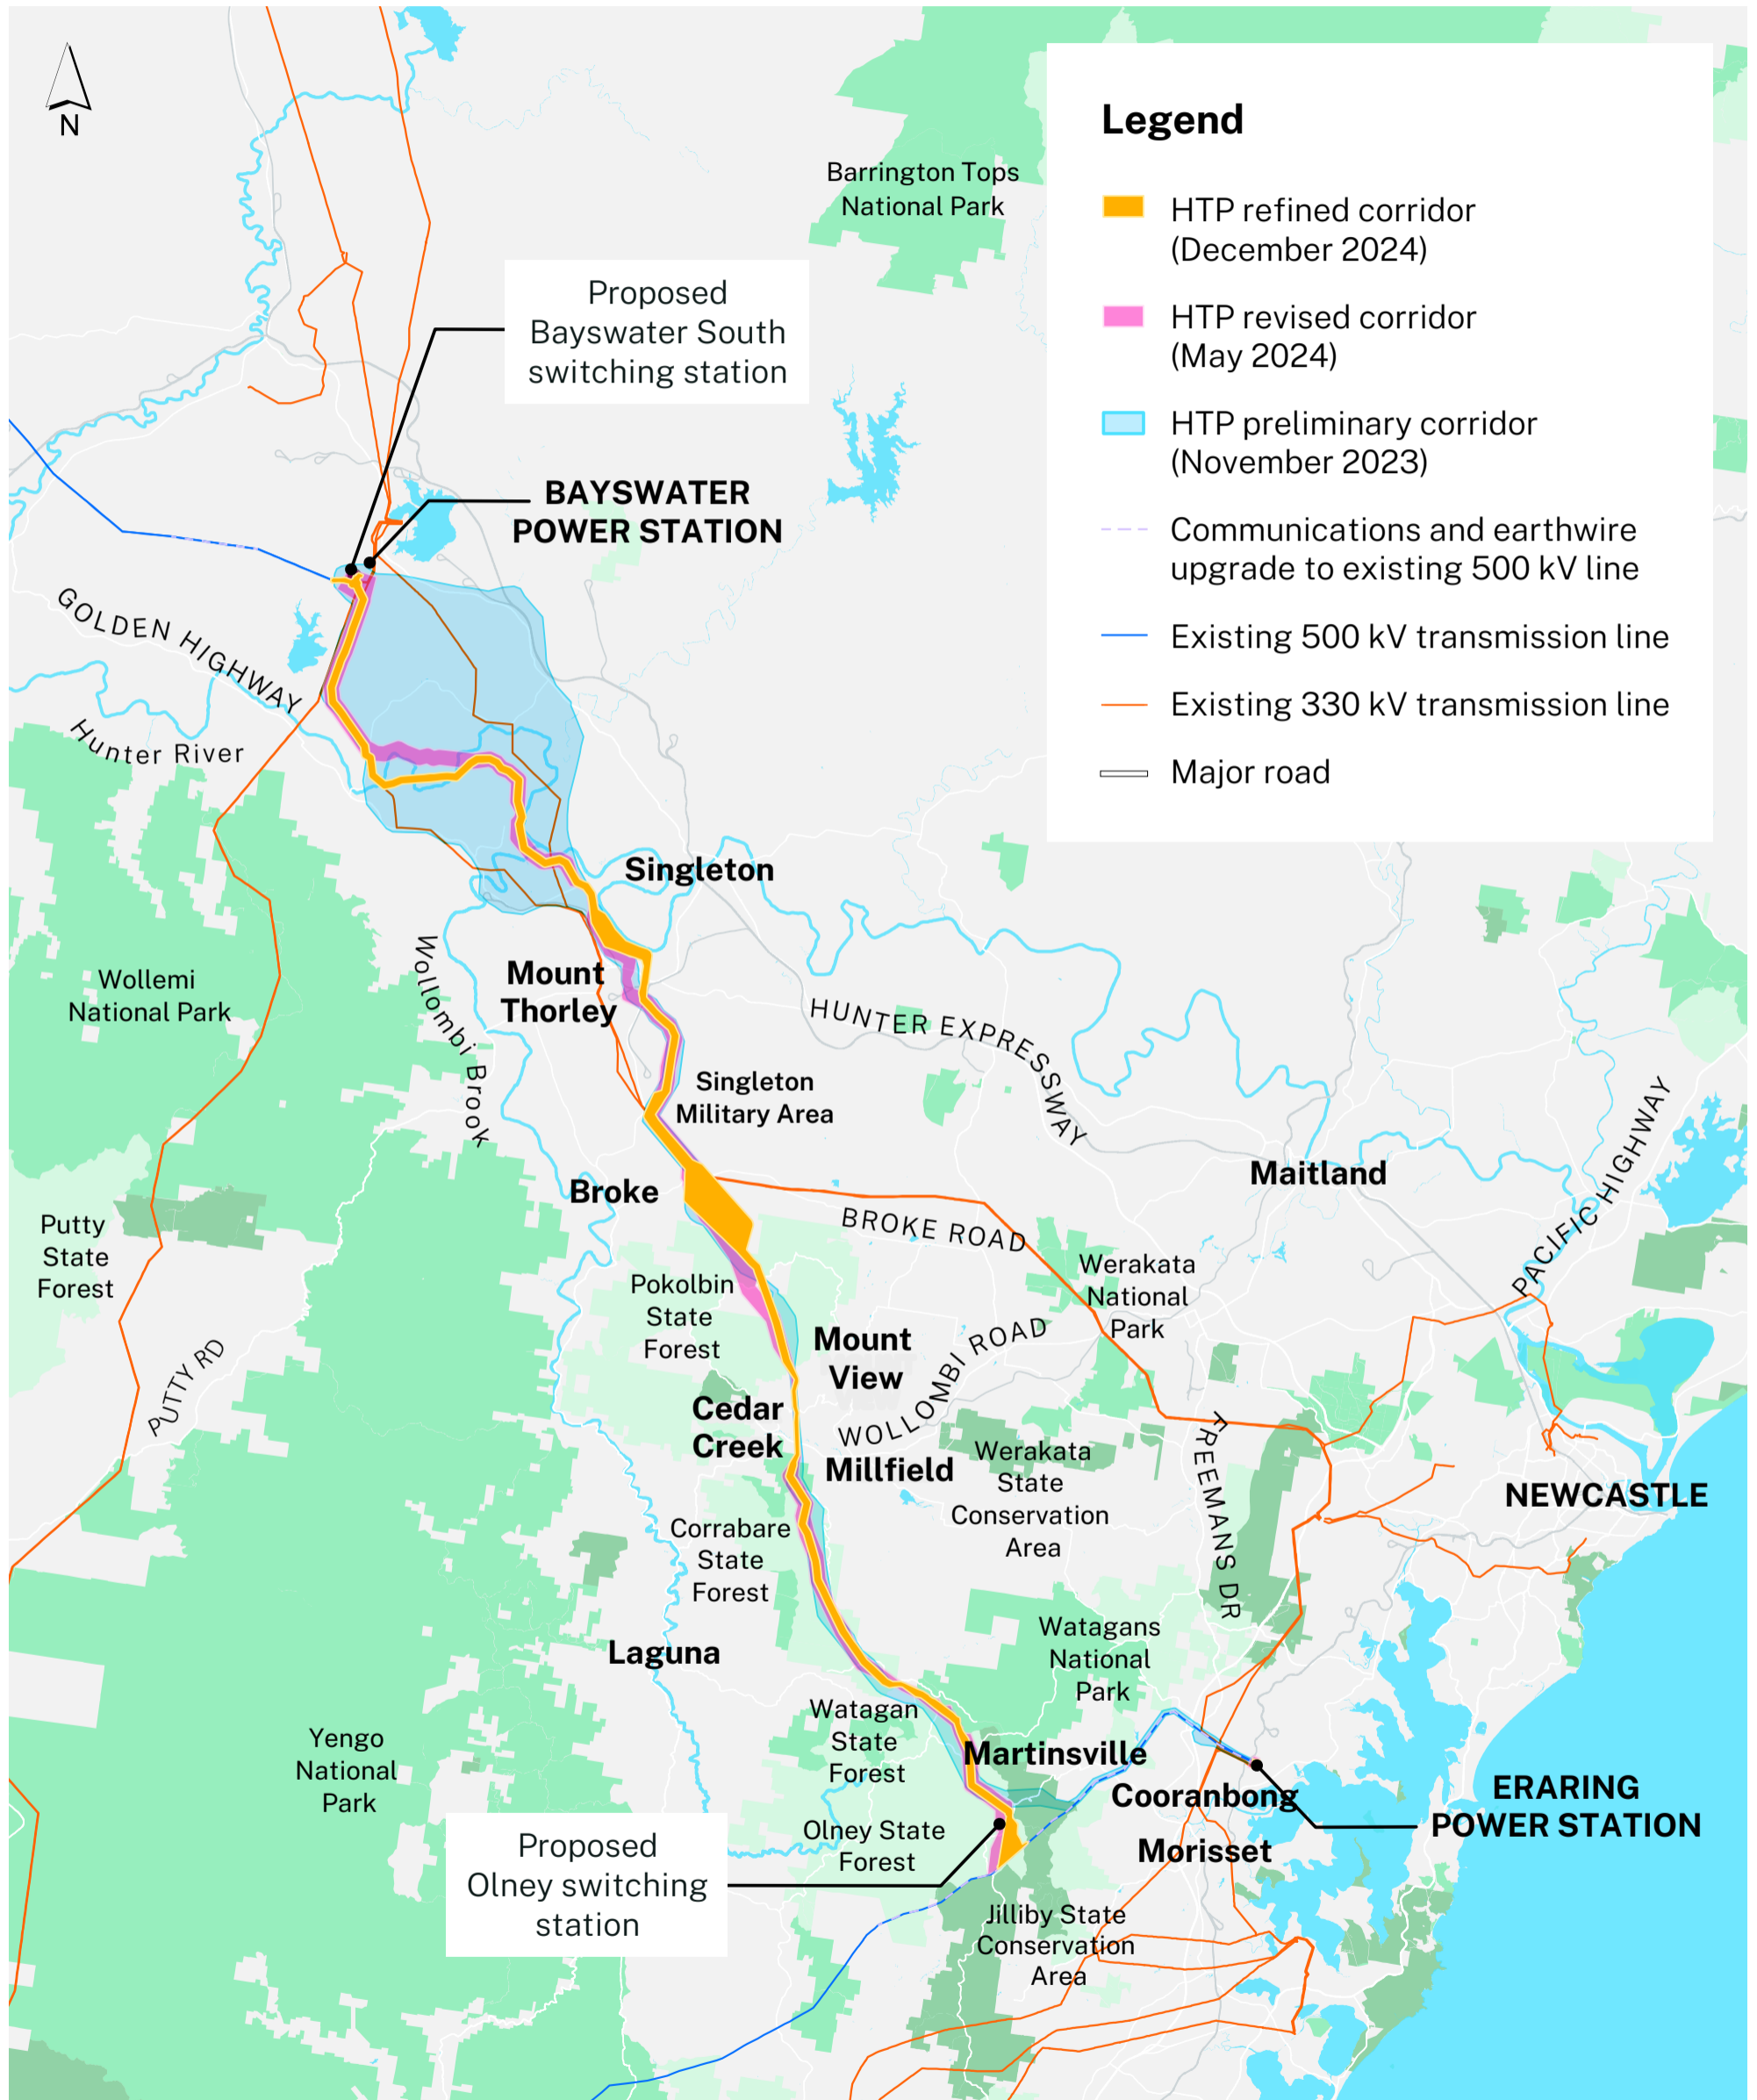 N
Barrington Tops
National Park
Legend
HTP refined corridor
(December 2024)
HTP revised corridor
(May 2024)
HTP preliminary corridor
(November 2023)
Communications and earthwire
upgrade to existing 500 kV line
Existing 500 kV transmission line
Existing 330 kV transmission line
Major road
Proposed
Bayswater South
switching station
BAYSWATER
POWER STATION
GOLDEN HIGHWAY
Hunter River
Singleton
Wollemi
National Park
Wollombi Brook
Mount
Thorley
HUNTER EXPRESSWAY
Singleton
Military Area
Maitland
PACIFIC HIGHWAY
Broke
BROKE ROAD
Putty
State
Forest
Pokolbin
State
Forest
Werakata
National
Park
PUTTY RD
Mount
View
WOLLOMBI ROAD
Cedar
Creek
Millfield
Werakata
State
Conservation
Area
FREEMANS DR
NEWCASTLE
Corrabare
State
Forest
Laguna
Watagans
National
Park
Watagan
State
Forest
Yengo
National
Park
Martinsville
Cooranbong
ERARING
POWER STATION
Olney State
Forest
Morisset
Proposed
Olney switching
station
Jilliby State
Conservation
Area